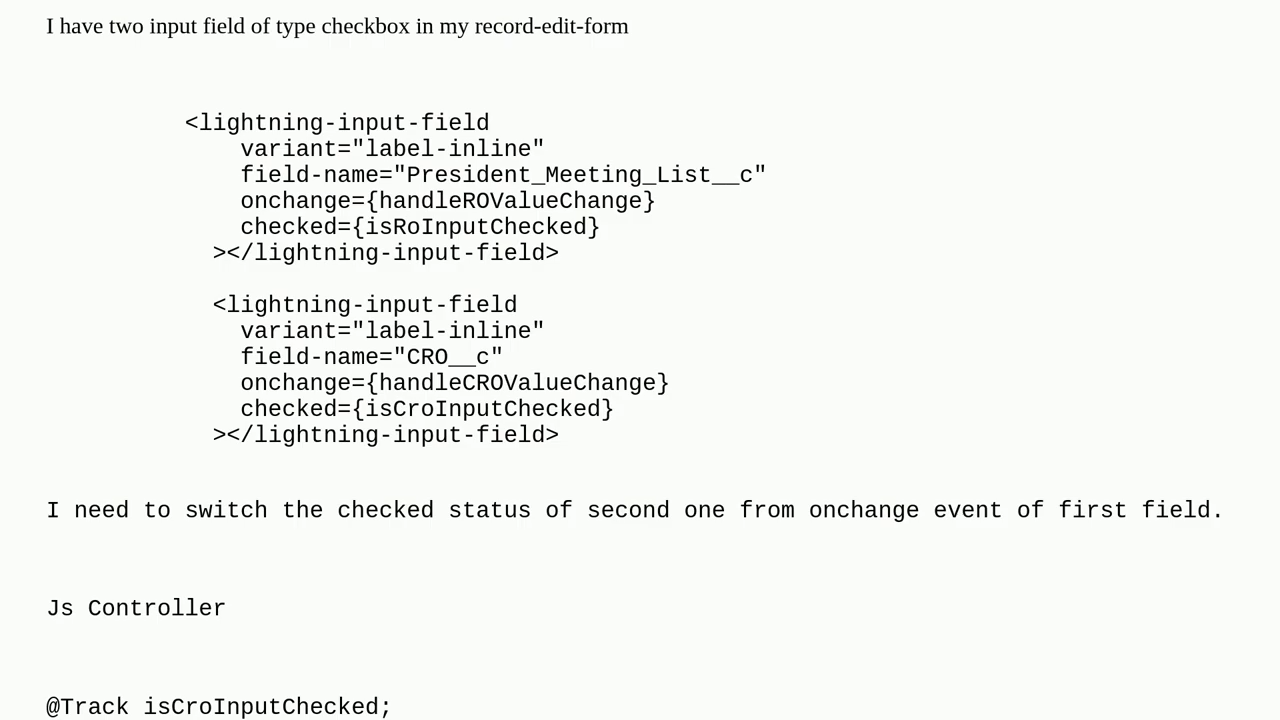 I have two input field of type checkbox in my record-edit-form
<lightning-input-field
variant="label-inline"
field-name="President_Meeting_List__c"
onchange={handleROValueChange}
checked={isRoInputChecked}
></lightning-input-field>
<lightning-input-field
variant="label-inline"
field-name="CRO__c"
onchange={handleCROValueChange}
checked={isCroInputChecked}
></lightning-input-field>
I need to switch the checked status of second one from onchange event of first field.
Js Controller
@Track isCroInputChecked;